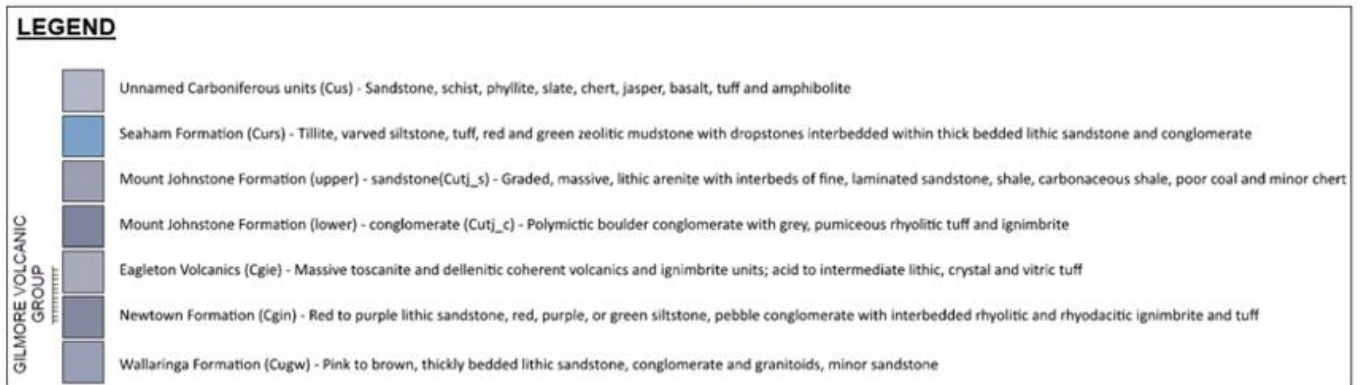 LEGEND
Unnamed Carboniferous units (Cus) - Sandstone, schist, phyllite, slate, chert, jasper, basalt, tuff and amphibolite
Seaham Formation (Curs) - Tillite, varved siltstone, tuff, red and green zeolitic mudstone with dropstones interbedded within thick bedded lithic sandstone and conglomerate
Mount Johnstone Formation (upper) - sandstone(Cutj_s) - Graded, massive, lithic arenite with interbeds of fine, laminated sandstone, shale, carbonaceous shale, poor coal and minor chert
Mount Johnstone Formation (lower) - conglomerate (Cutj_c) - Polymictic boulder conglomerate with grey, pumiceous rhyolitic tuff and ignimbrite
GILMORE VOLCANIC
GROUP
Eagleton Volcanics (Cgie) - Massive toscanite and dellenitic coherent volcanics and ignimbrite units; acid to intermediate lithic, crystal and vitric tuff
Newtown Formation (Cgin) - Red to purple lithic sandstone, red, purple, or green siltstone, pebble conglomerate with interbedded rhyolitic and rhyodacitic ignimbrite and tuff
Wallaringa Formation (Cugw) - Pink to brown, thickly bedded lithic sandstone, conglomerate and granitoids, minor sandstone